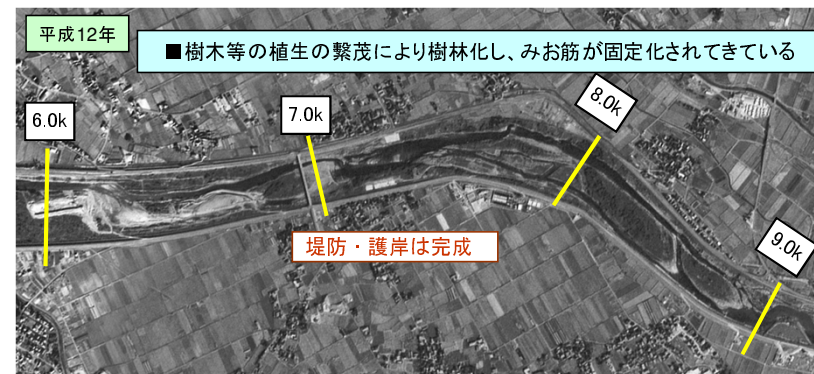 平成12年
■樹木等の植生の繋茂により樹林化し、みお筋が固定化されてきている
6.0k
7.0k
8.0k
9.0k
堤防・護岸は完成